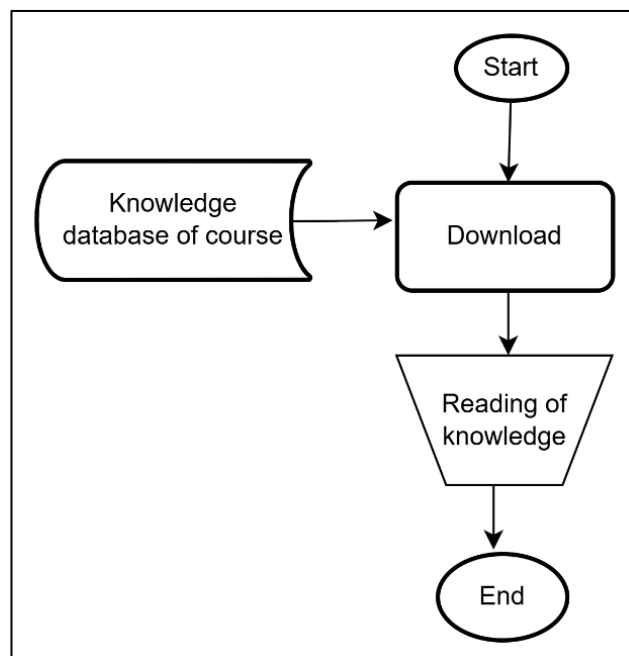 Start
Knowledge
database of course
Download
Reading of
knowledge
End